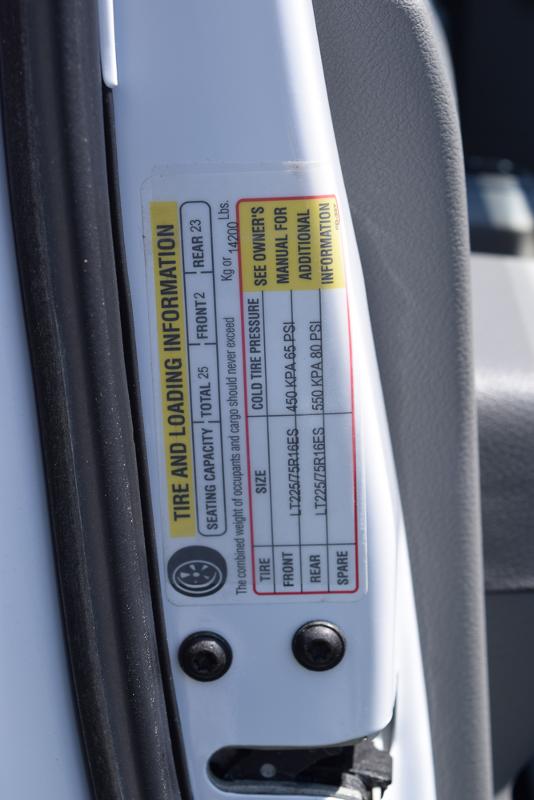 TIRE AND LOADING INFORMATION
SEATING CAPACITY TOTAL 25 FRONT 2 REAR 23
The combined weight of occupants and cargo should never exceed Kg or 14200 Lbs.
TIRE SIZE COLD TIRE PRESSURE SEE OWNER'S
FRONT LT225/75R16ES 450 KPA 65 PSI MANUAL FOR
REAR LT225/75R16ES 550 KPA 80 PSI ADDITIONAL
SPARE INFORMATION